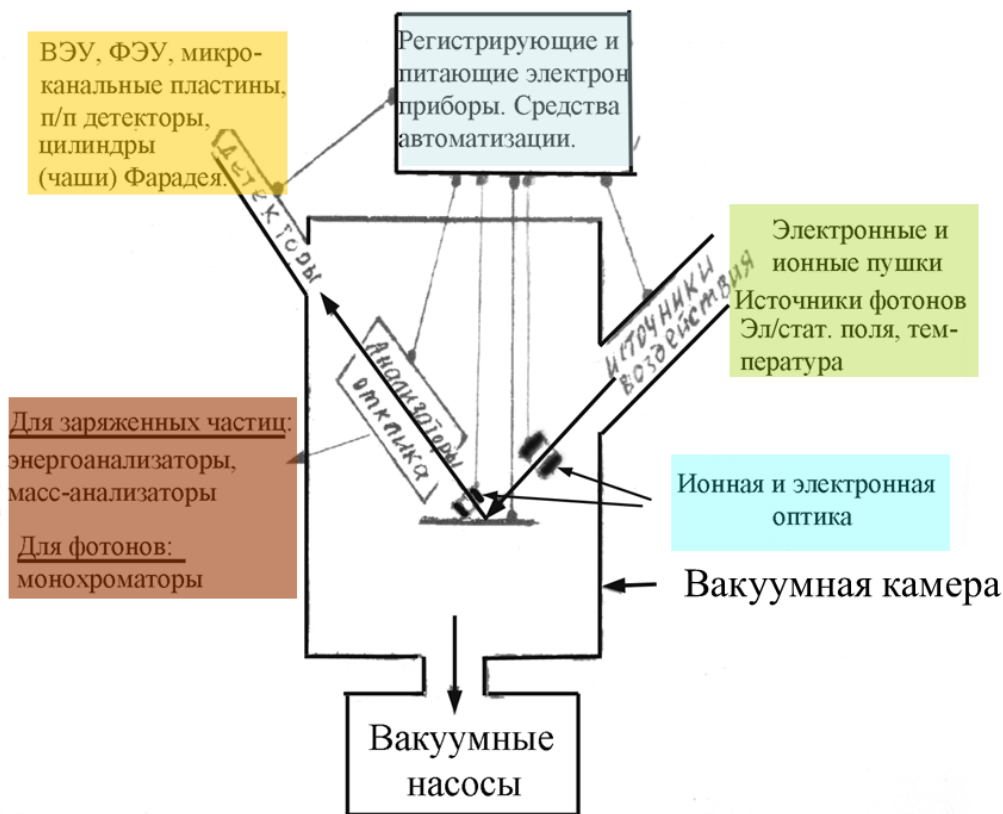 ВЭУ, ФЭУ, микро-
канальные пластины,
п/п детекторы,
цилиндры
(чаши) Фарадея.
Регистрирующие и
питающие электрон
приборы. Средства
автоматизации.
детекторы
Электронные и
ионные пушки
Источники фотонов
Эл/стат. поля, тем-
пература
источники
воздействия
Анализаторы
отклика
Для заряженных частиц:
энергоанализаторы,
масс-анализаторы
Для фотонов:
монохроматоры
Ионная и электронная
оптика
Вакуумная камера
Вакуумные
насосы